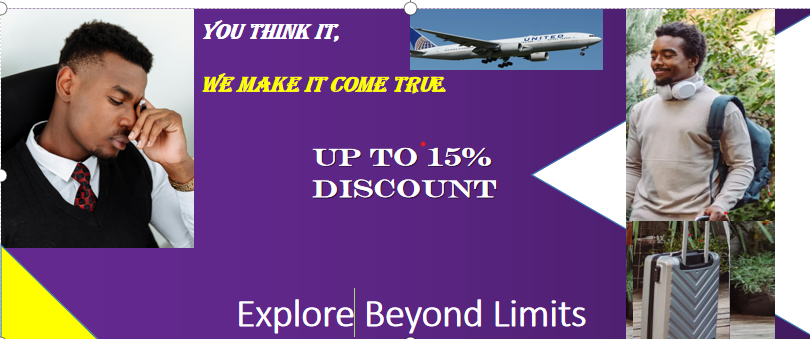 YOU THINK IT,
UNITED
WE MAKE IT COME TRUE.
UP TO 15%
DISCOUNT
Explore Beyond Limits